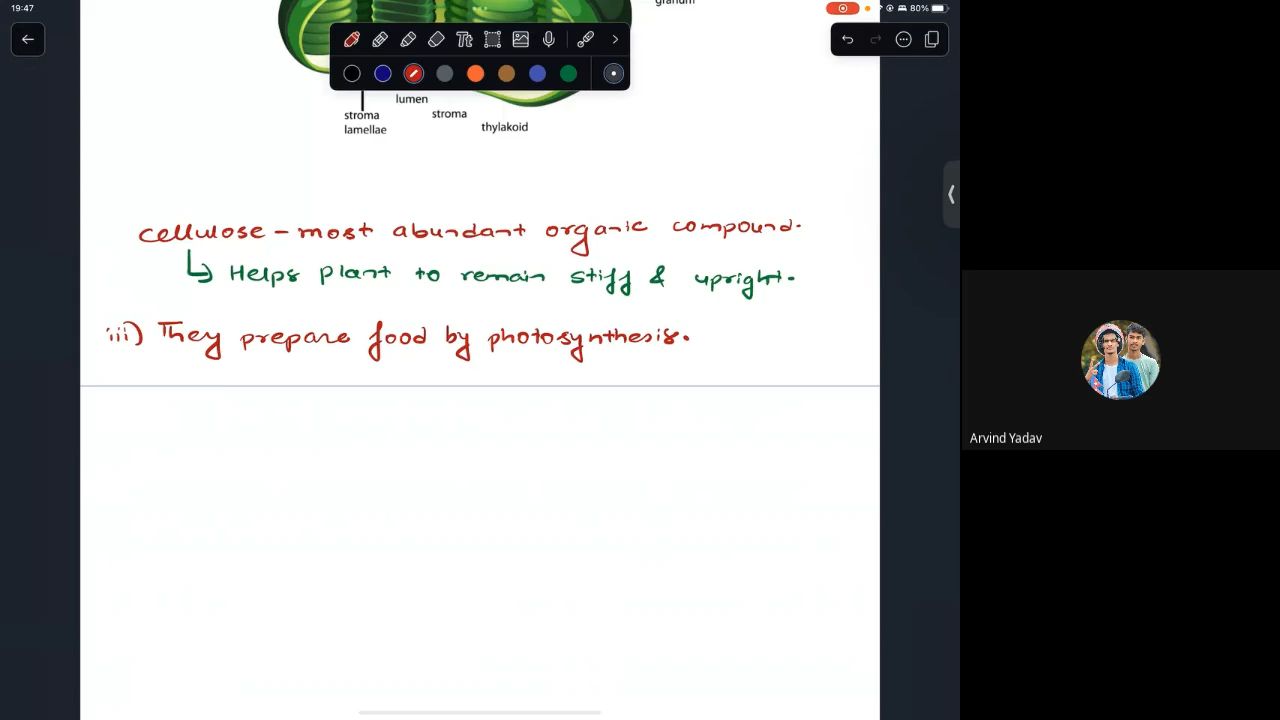 19:47
80%
granum
Tt
lumen
stroma
lamellae
stroma
thylakoid
cellulose - most abundant organic compound.
↳ Helps plant to remain stiff & upright.
iii) They prepare food by photosynthesis.
Arvind Yadav